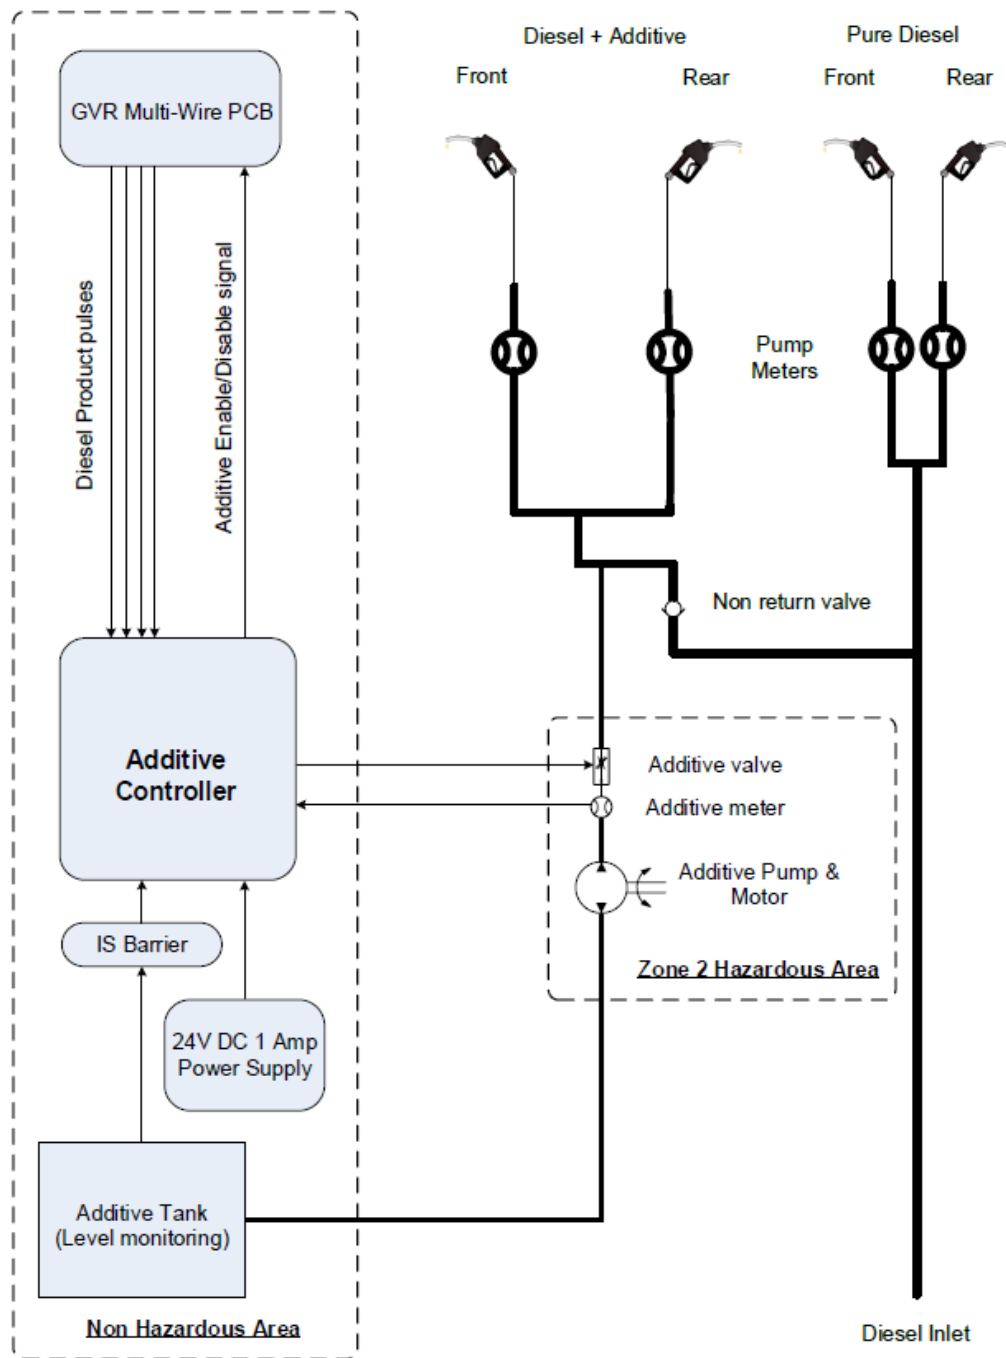 Diesel + Additive
Pure Diesel
Front
Rear
Front
Rear
GVR Multi-Wire PCB
Diesel Product pulses
Additive Enable/Disable signal
Pump
Meters
Non return valve
Additive
Controller
Additive valve
Additive meter
Additive Pump &
Motor
Zone 2 Hazardous Area
IS Barrier
24V DC 1 Amp
Power Supply
Additive Tank
(Level monitoring)
Non Hazardous Area
Diesel Inlet